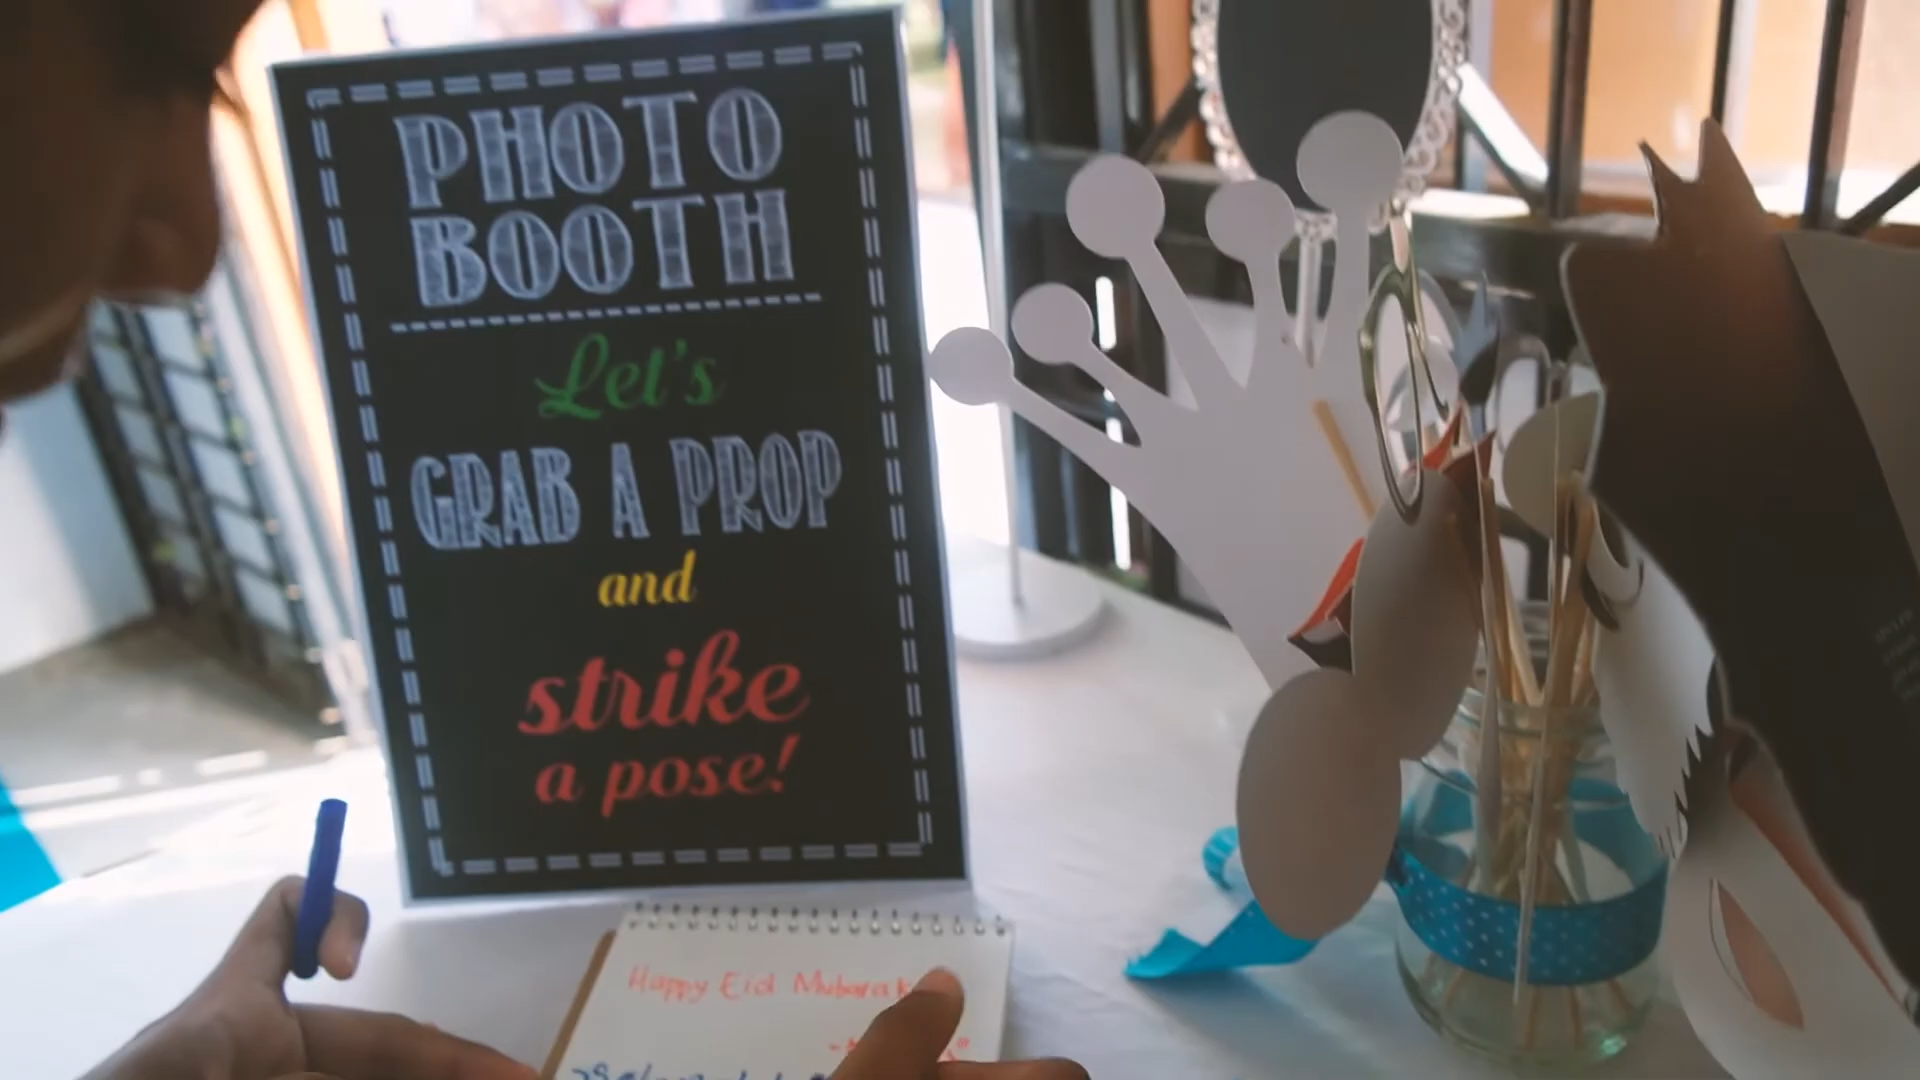 PHOTO
BOOTH
Let's
GRAB A PROP
and
strike
a pose!
Happy Eid Mubarak